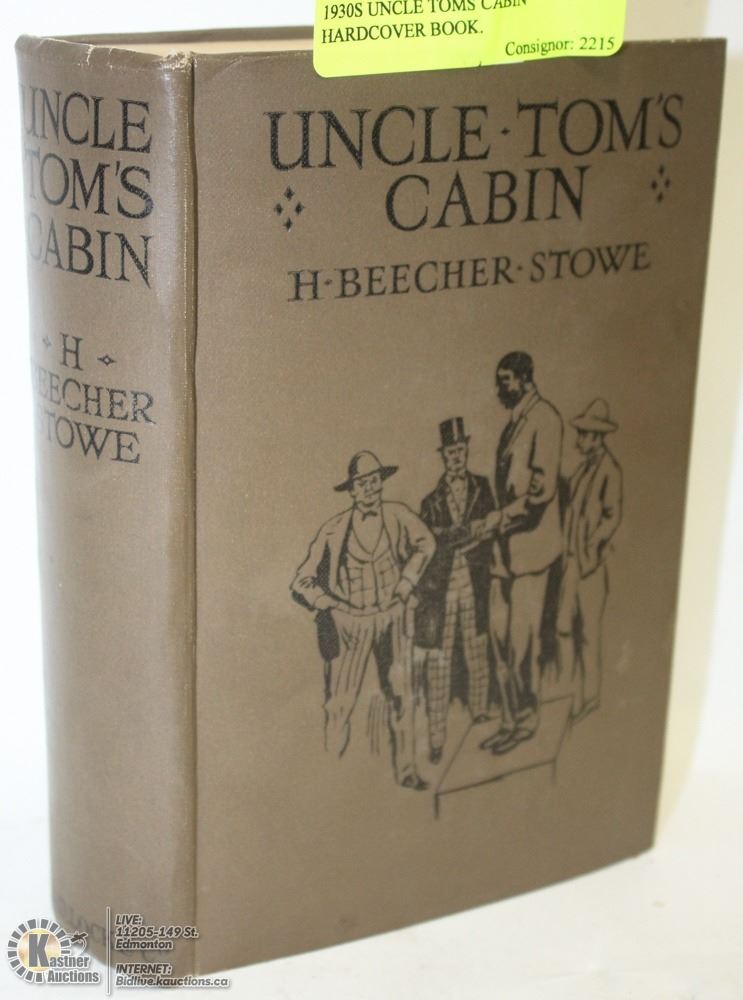 1930S UNCLE TOMS CABIN
HARDCOVER BOOK.
Consignor: 2215
UNCLE
TOM'S
CABIN
H
BEECHER
STOWE
UNCLE·TOM'S
CABIN
H·BEECHER·STOWE
Kastner
Auctions
LIVE:
11205-149 St.
Edmonton
INTERNET:
Bidlive.kauctions.ca